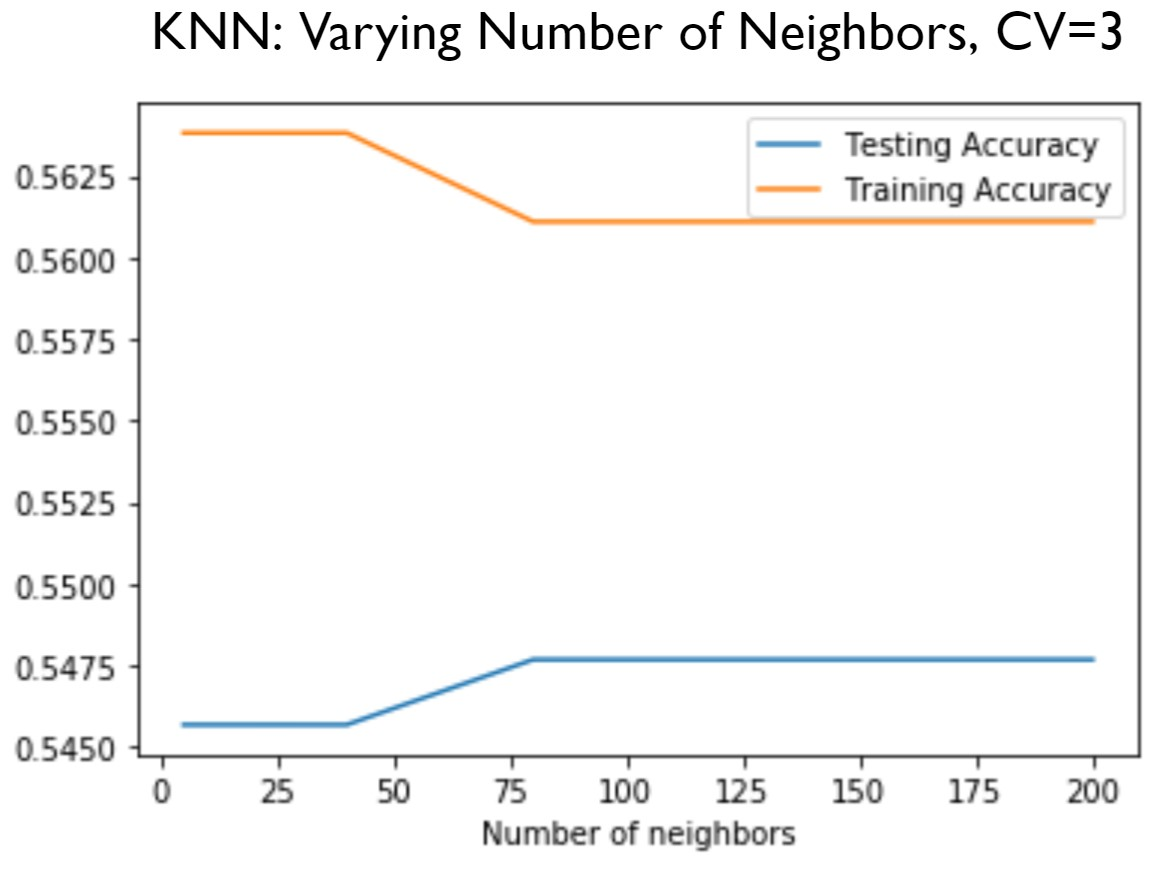 KNN: Varying Number of Neighbors, CV=3
Testing Accuracy
Training Accuracy
0.5625
0.5600
0.5575
0.5550
0.5525
0.5500
0.5475
0.5450
0 25 50 75 100 125 150 175 200
Number of neighbors